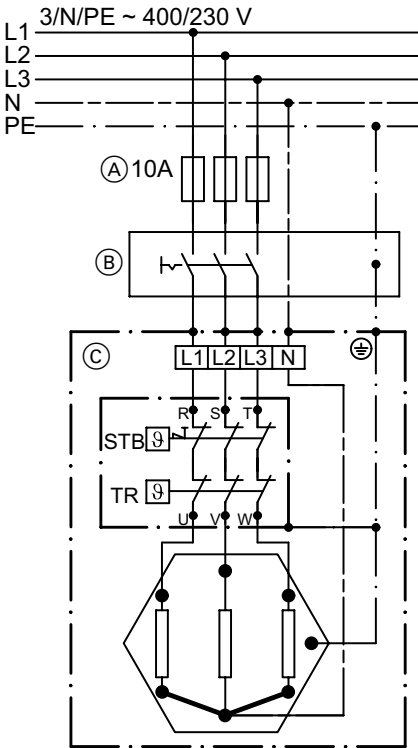 3/N/PE ~ 400/230 V
L1
L2
L3
N
PE
A 10A
B
C
L1 L2 L3 N
R S T
STB ϑ
TR ϑ
U V W